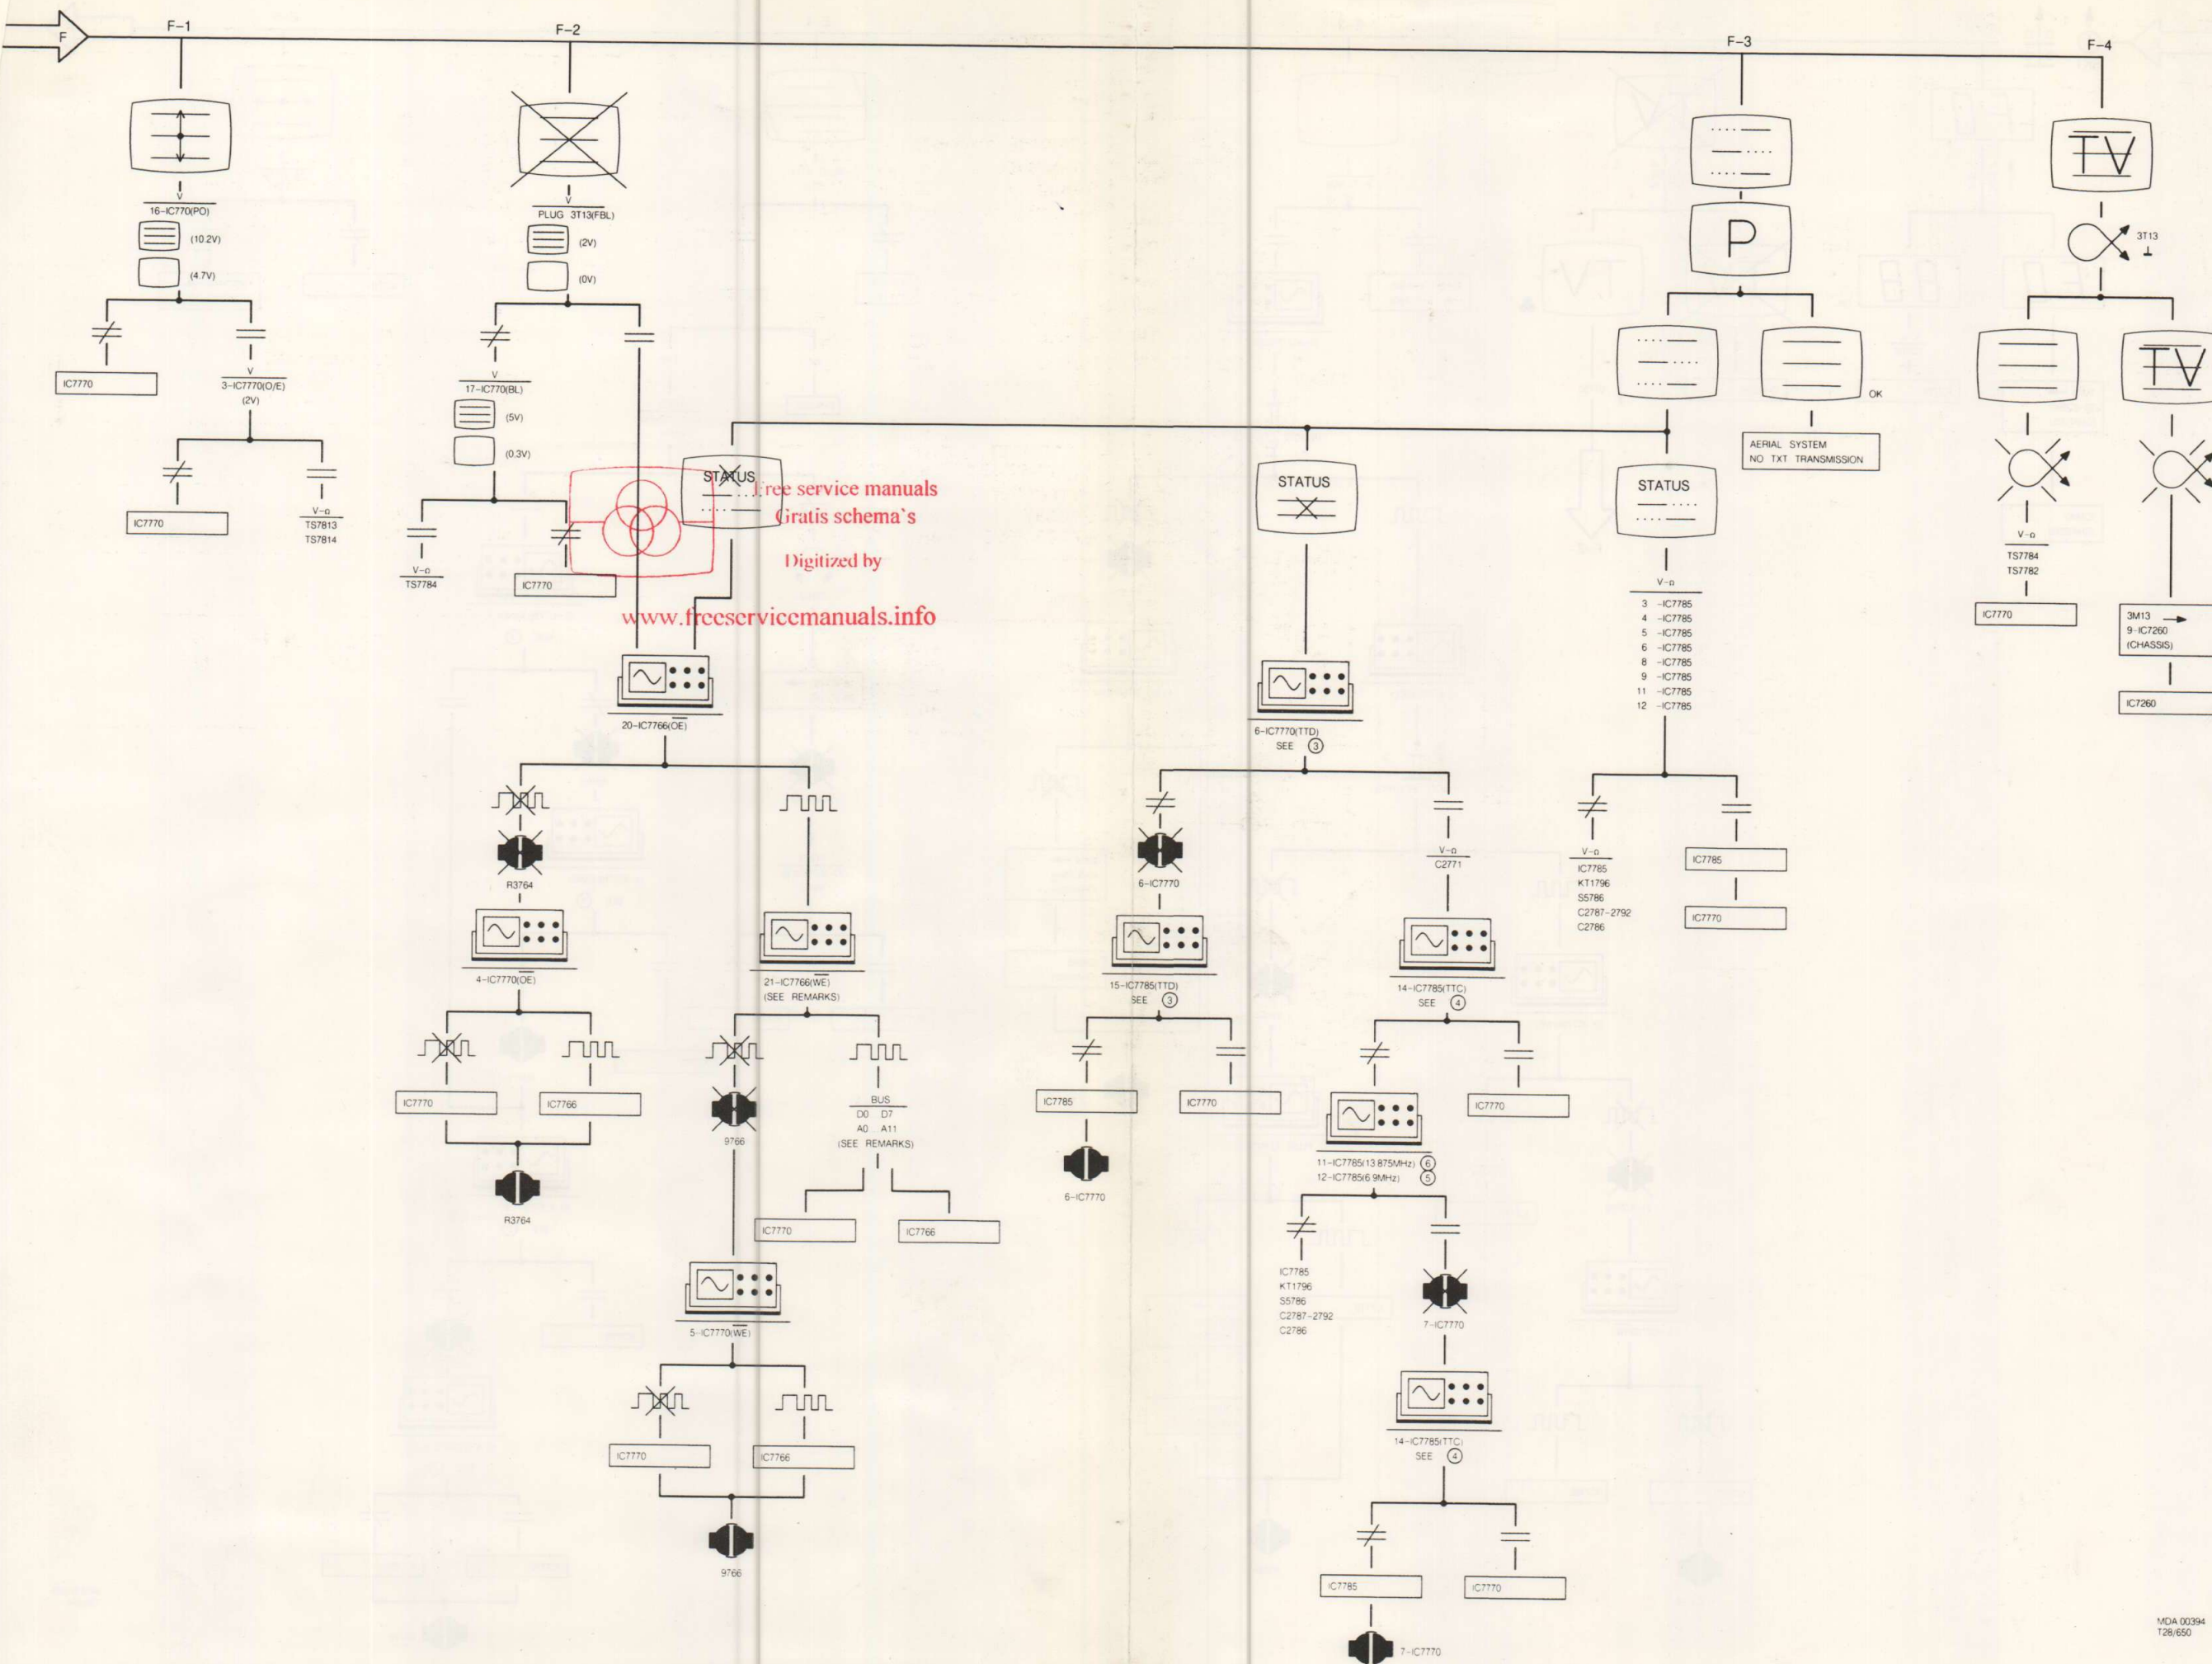 F
F-1
F-2
F-3
F-4
V
16-IC770(PO)
(10.2V)
(4.7V)
IC7770
V
3-IC7770(O/E)
(2V)
IC7770
V-Ω
TS7813
TS7814
V
PLUG 3T13(FBL)
(2V)
(0V)
V
17-IC770(BL)
(5V)
(0.3V)
V-Ω
TS7784
IC7770
STATUS
Free service manuals
Gratis schema`s
Digitized by
www.freeservicemanuals.info
20-IC7766(OE)
R3764
4-IC7770(OE)
IC7770
IC7766
R3764
21-IC7766(WE)
(SEE REMARKS)
9766
BUS
D0 D7
A0 .. A11
(SEE REMARKS)
IC7770
IC7766
5-IC7770(WE)
IC7770
IC7766
9766
STATUS
6-IC7770(TTD)
SEE 3
6-IC7770
15-IC7785(TTD)
SEE 3
IC7785
IC7770
6-IC7770
V-Ω
C2771
14-IC7785(TTC)
SEE 4
IC7770
11-IC7785(13.875MHz) 6
12-IC7785(6.9MHz) 5
IC7785
KT1796
S5786
C2787-2792
C2786
7-IC7770
14-IC7785(TTC)
SEE 4
IC7785
IC7770
7-IC7770
P
OK
AERIAL SYSTEM
NO TXT TRANSMISSION
STATUS
V-Ω
3 -IC7785
4 -IC7785
5 -IC7785
6 -IC7785
8 -IC7785
9 -IC7785
11 -IC7785
12 -IC7785
V-Ω
IC7785
KT1796
S5786
C2787-2792
C2786
IC7785
IC7770
TV
3T13
V-Ω
TS7784
TS7782
IC7770
TV
3M13
9-IC7260
(CHASSIS)
IC7260
MDA 00394
T28/650